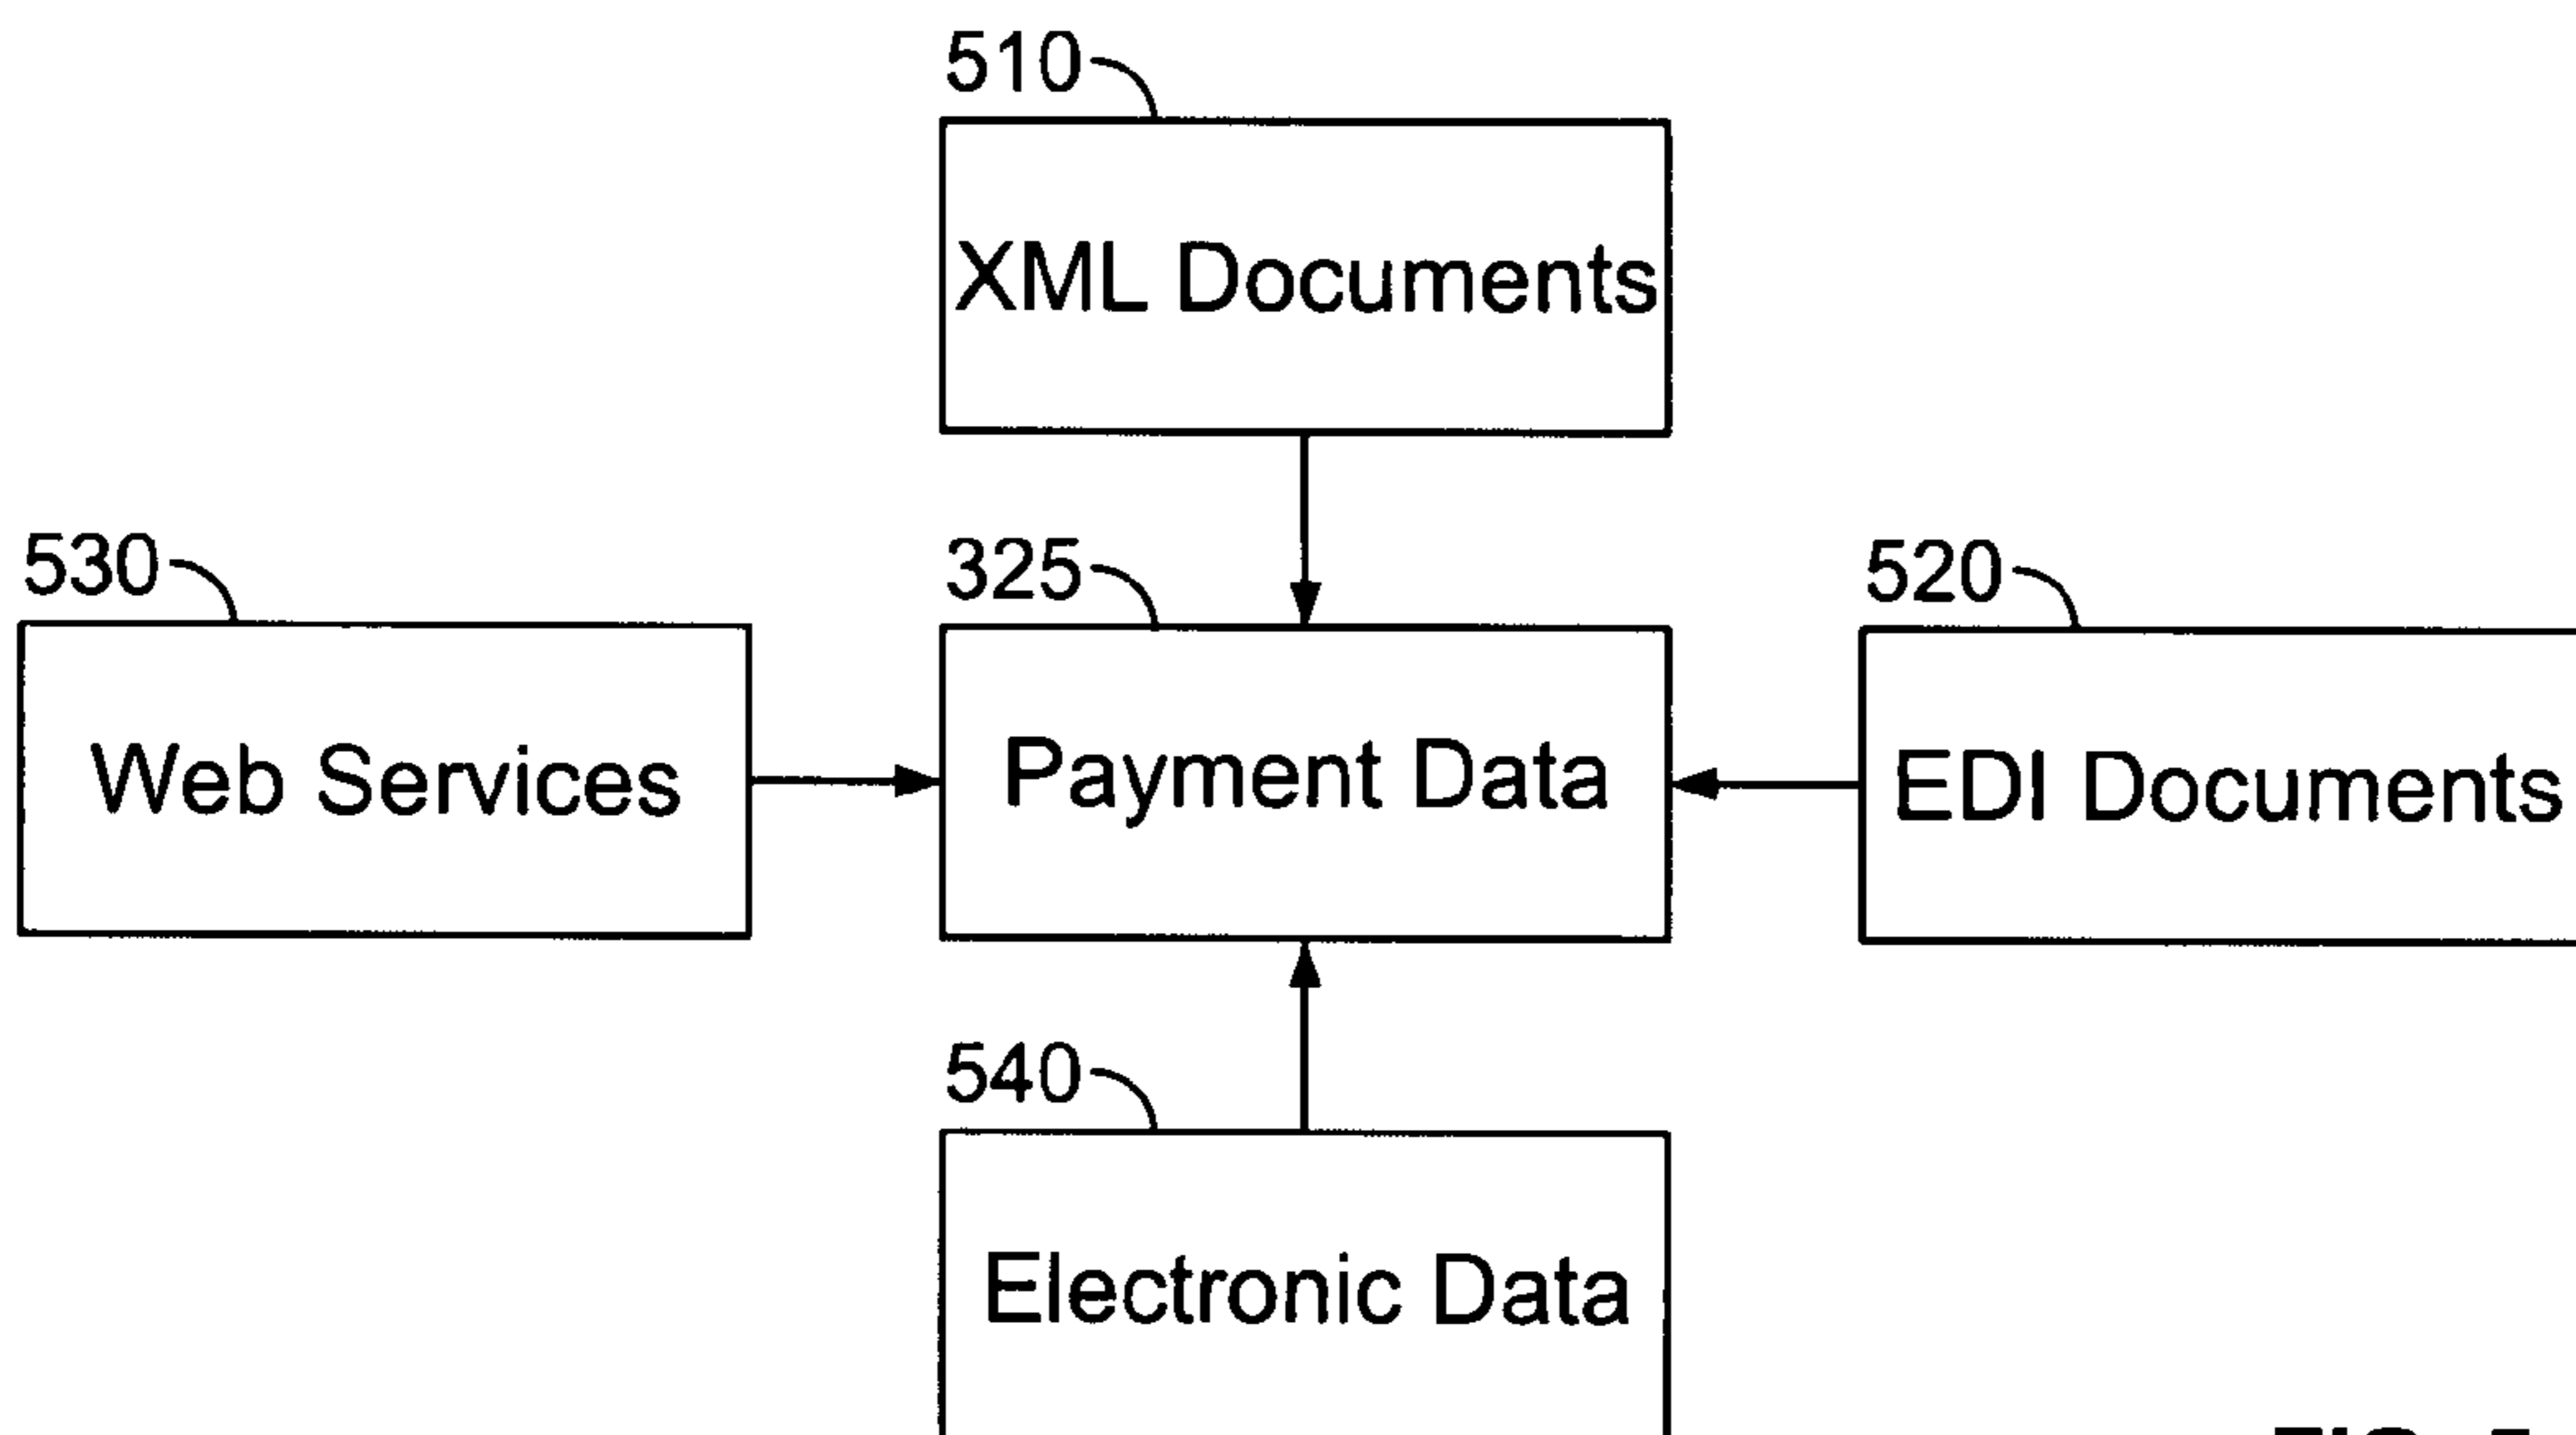 510
XML Documents
530
325
520
Web Services
Payment Data
EDI Documents
540
Electronic Data